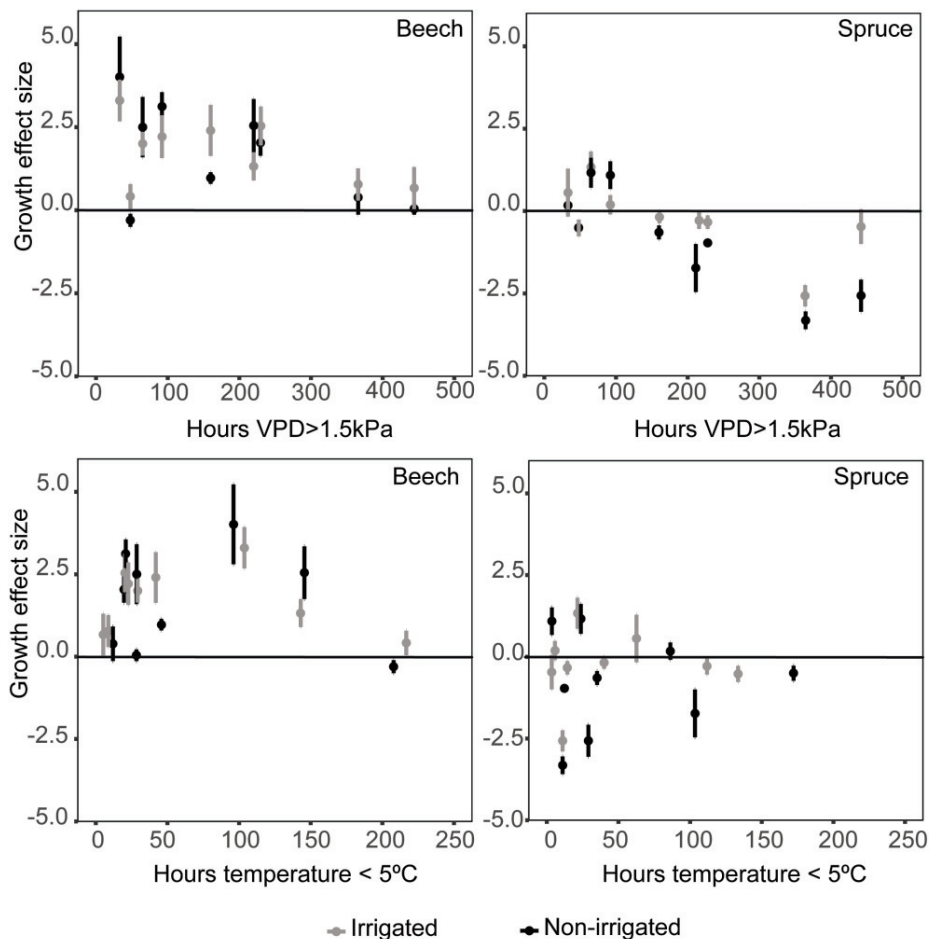 Beech
Spruce
Growth effect size
5.0
2.5
0.0
-2.5
-5.0
0 100 200 300 400 500
Hours VPD>1.5kPa
5.0
2.5
0.0
-2.5
-5.0
0 100 200 300 400 500
Hours VPD>1.5kPa
Beech
Spruce
Growth effect size
5.0
2.5
0.0
-2.5
-5.0
0 50 100 150 200 250
Hours temperature < 5ºC
5.0
2.5
0.0
-2.5
-5.0
0 50 100 150 200 250
Hours temperature < 5ºC
Irrigated Non-irrigated